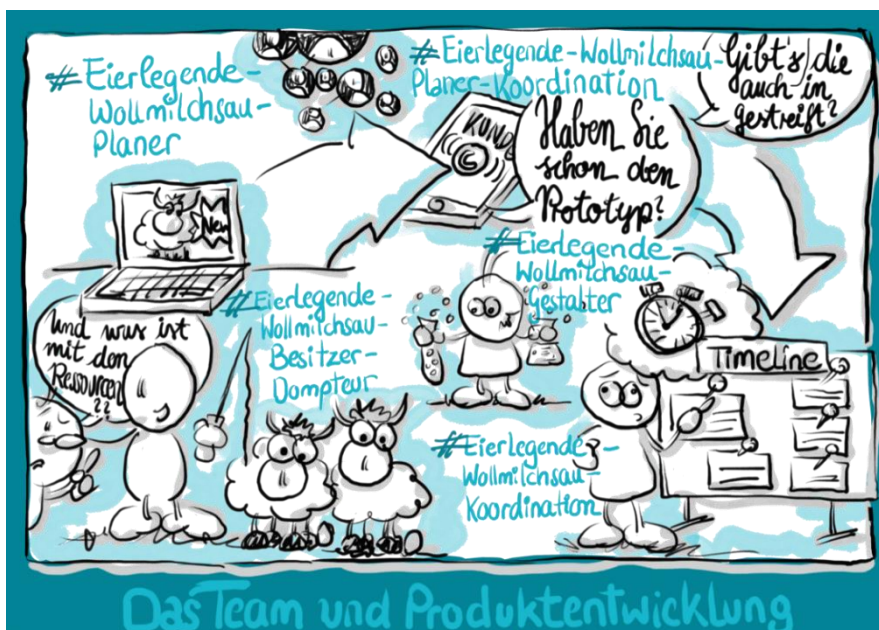 #Eierlegende-
Wollmilchsau-
Planer
#Eierlegende-Wollmilchsau-
Planer-Koordination
Gibt's die
auch in
gestreift?
KUNDE
Haben Sie
schon den
Prototyp?
Neu
#Eierlegende-
Wollmilchsau-
Gestalter
#Eierlegende-
Wollmilchsau-
Besitzer-
Dompteur
Und was ist
mit den
Ressourcen
??
Timeline
#Eierlegende-
Wollmilchsau-
Koordination
Das Team und Produktentwicklung